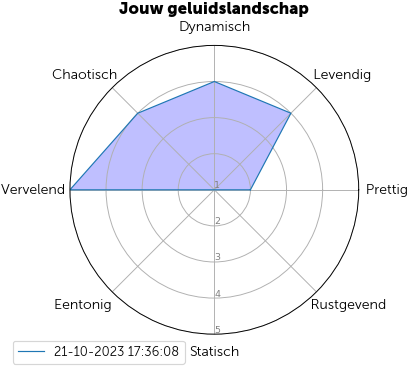 Jouw geluidslandschap
Dynamisch
Chaotisch
Levendig
Vervelend
1
Prettig
2
3
4
Eentonig
Rustgevend
5
21-10-2023 17:36:08
Statisch